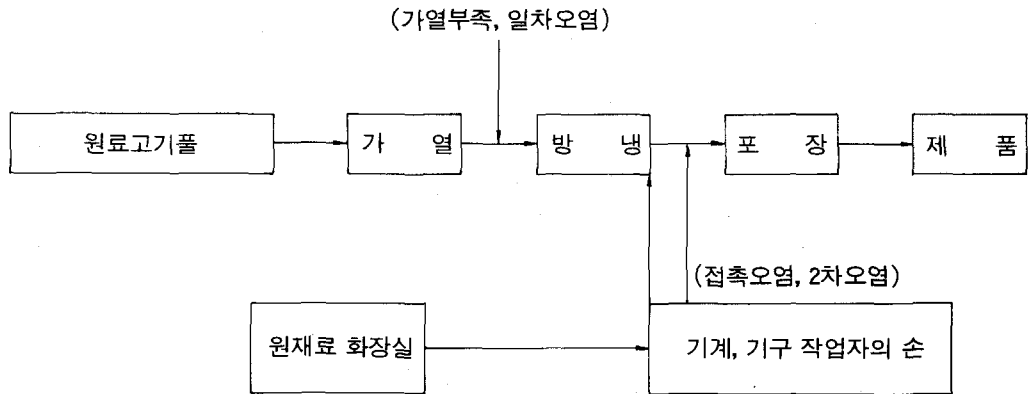 (가열부족, 일차오염)
원료고기풀
가 열
방 냉
포 장
제 품
(접촉오염, 2차오염)
원재료 화장실
기계, 기구 작업자의 손